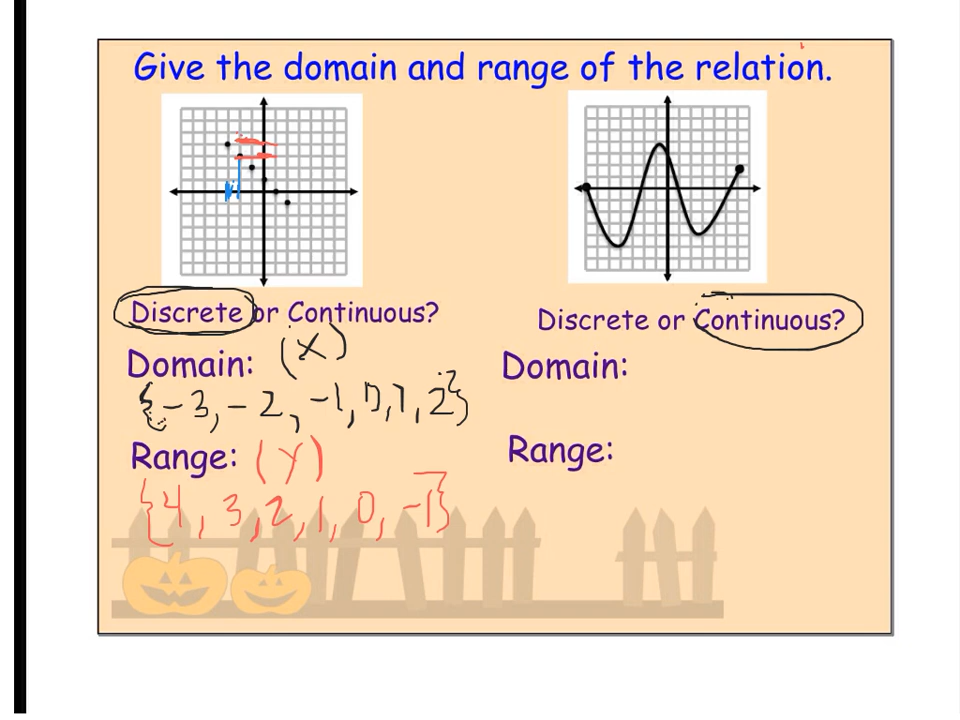 Give the domain and range of the relation.
Discrete or Continuous?
Domain: (x)
{-3, -2, -1, 0, 1, 2}
Range: (y)
{4, 3, 2, 1, 0, -1}
Discrete or Continuous?
Domain:
Range: